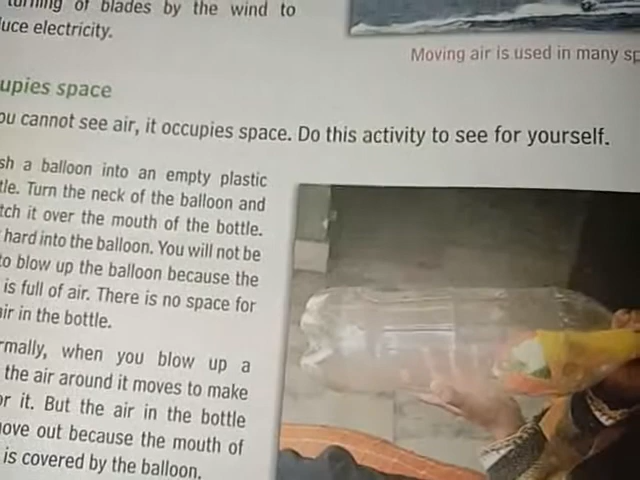 turning of blades by the wind to
uce electricity.
Moving air is used in many sp
upies space
ou cannot see air, it occupies space. Do this activity to see for yourself.
sh a balloon into an empty plastic
tle. Turn the neck of the balloon and
tch it over the mouth of the bottle.
hard into the balloon. You will not be
to blow up the balloon because the
is full of air. There is no space for
air in the bottle.
rmally, when you blow up a
the air around it moves to make
or it. But the air in the bottle
ove out because the mouth of
is covered by the balloon.